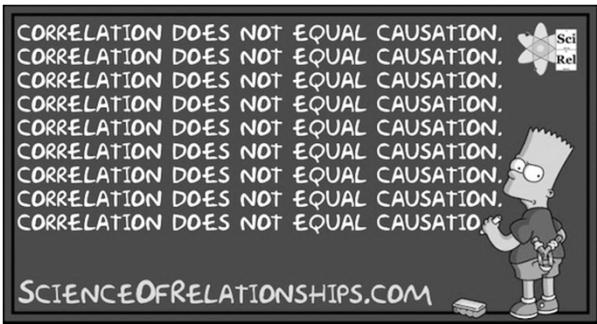 CORRELATION DOES NOT EQUAL CAUSATION.
CORRELATION DOES NOT EQUAL CAUSATION.
CORRELATION DOES NOT EQUAL CAUSATION.
CORRELATION DOES NOT EQUAL CAUSATION.
CORRELATION DOES NOT EQUAL CAUSATION.
CORRELATION DOES NOT EQUAL CAUSATION.
CORRELATION DOES NOT EQUAL CAUSATION.
CORRELATION DOES NOT EQUAL CAUSATION.
CORRELATION DOES NOT EQUAL CAUSATIO
Sci
Rel
SCIENCEOFRELATIONSHIPS.COM